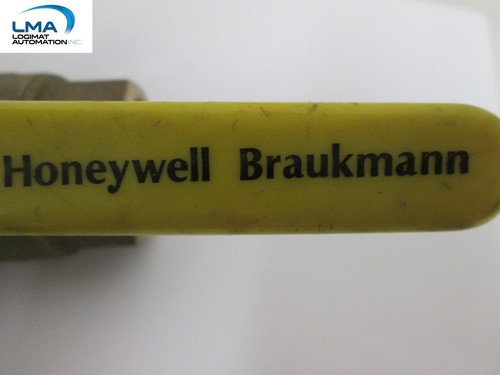 LMA
LOGIMAT
AUTOMATION INC.
Honeywell Braukmann